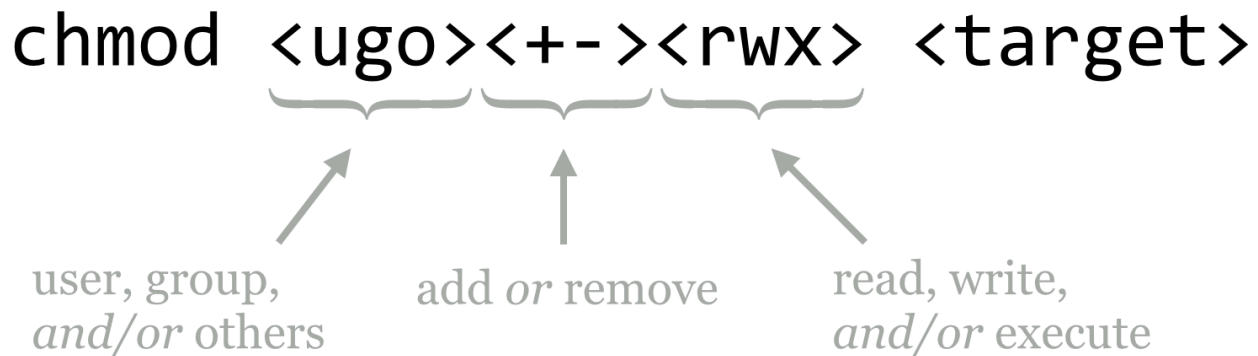 chmod <ugo><+-><rwx> <target>
user, group,
and/or others
add or remove
read, write,
and/or execute